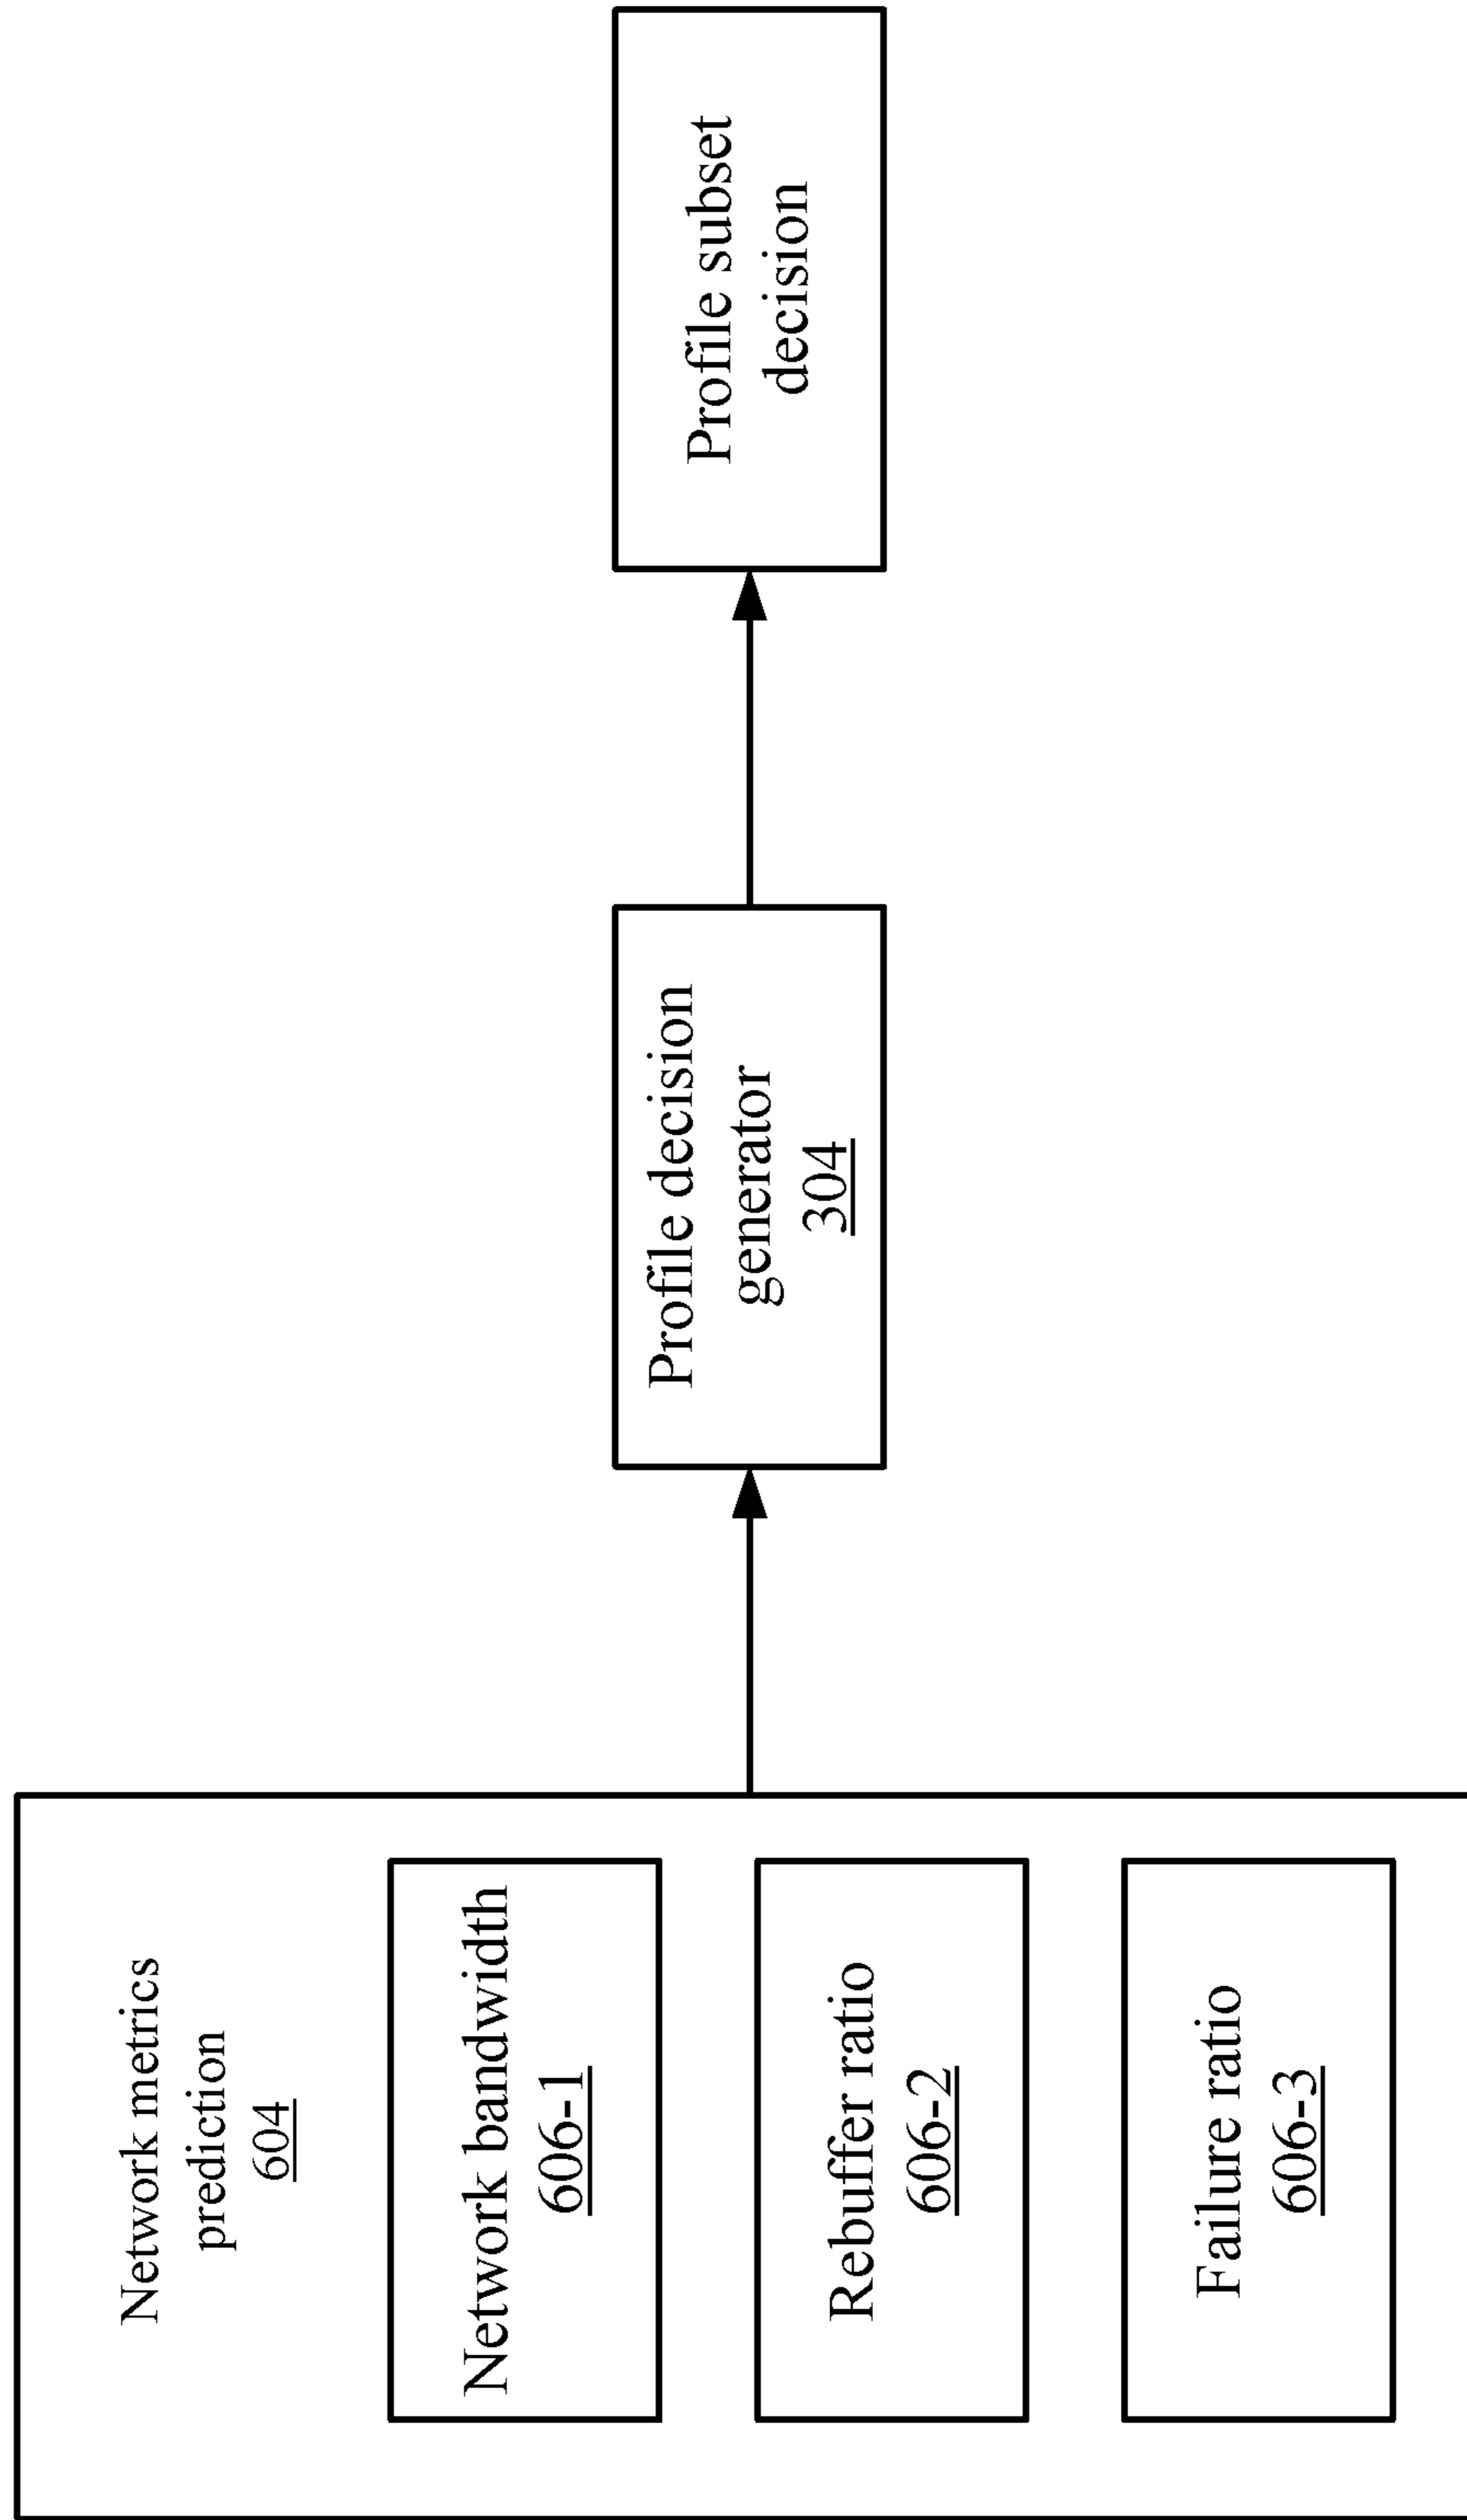 Network metrics
prediction
604
Network bandwidth
606-1
Rebuffer ratio
606-2
Failure ratio
606-3
Profile decision
generator
304
Profile subset
decision